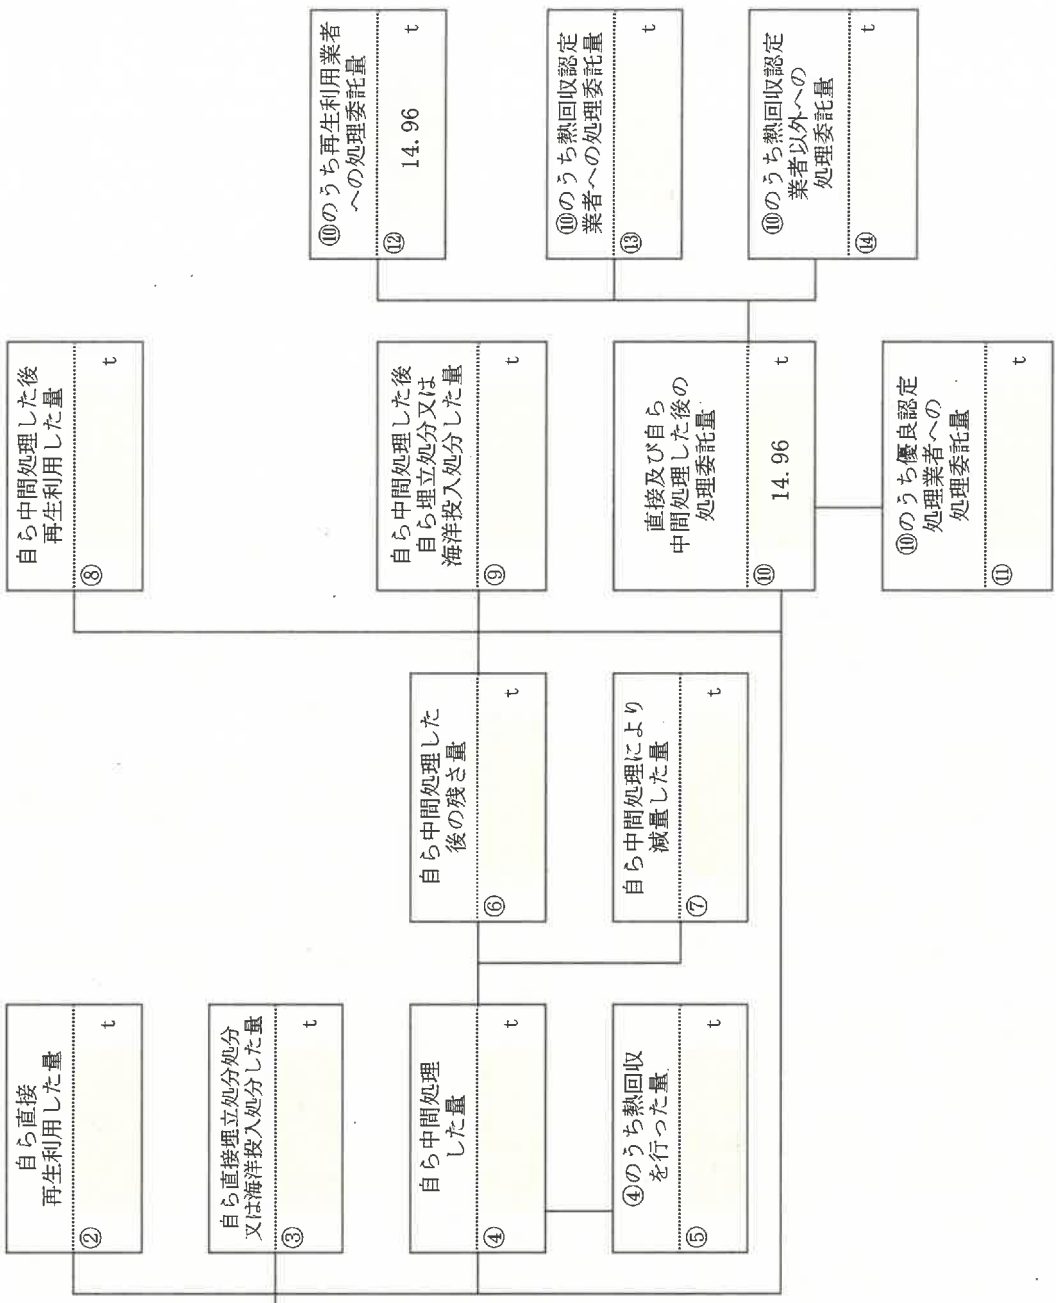 自ら直接
再生利用した量
② t
自ら直接埋立処分処分
又は海洋投入処分した量
③ t
自ら中間処理
した量
④ t
④のうち熱回収
を行った量
⑤ t
自ら中間処理した
後の残さ量
⑥ t
自ら中間処理により
減量した量
⑦ t
自ら中間処理した後
再生利用した量
⑧ t
自ら中間処理した後
自ら埋立処分又は
海洋投入処分した量
⑨ t
直接及び自ら
中間処理した後の
処理委託量
⑩ 14.96 t
⑩のうち優良認定
処理業者への
処理委託量
⑪ t
⑩のうち再生利用業者
への処理委託量
⑫ 14.96 t
⑩のうち熱回収認定
業者への処理委託量
⑬ t
⑩のうち熱回収認定
業者以外への
処理委託量
⑭ t